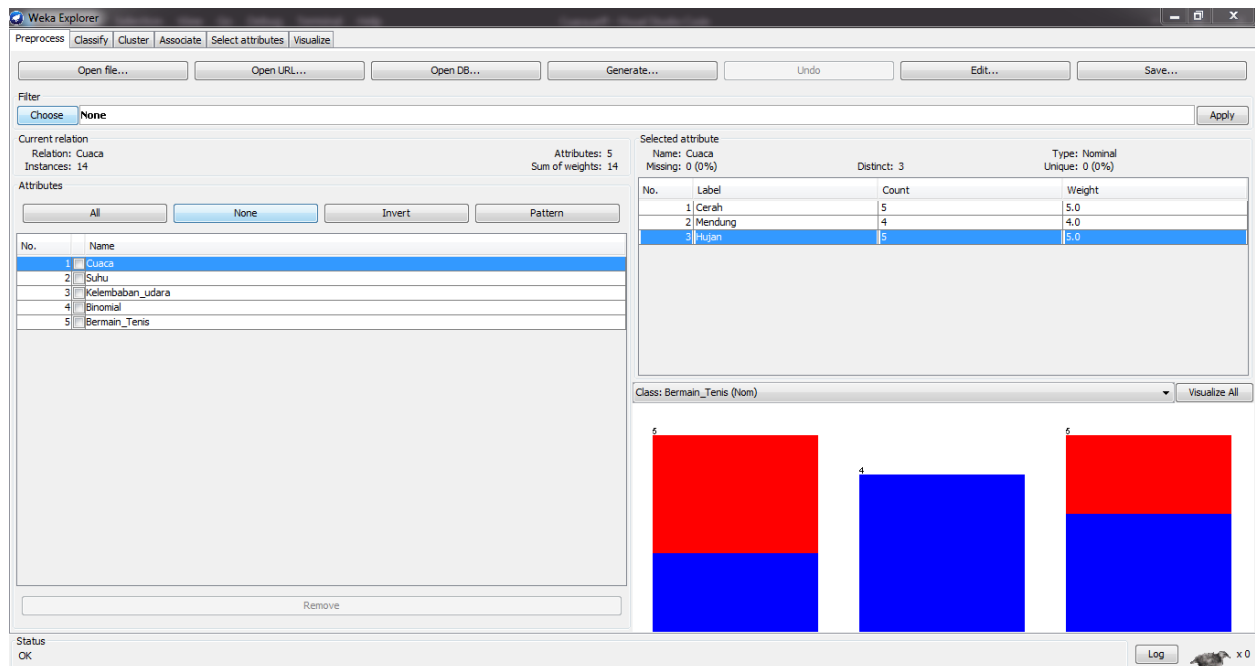 Weka Explorer
Preprocess Classify Cluster Associate Select attributes Visualize
Open file... Open URL... Open DB... Generate... Undo Edit... Save...
Filter
Choose None Apply
Current relation
Relation: Cuaca Attributes: 5
Instances: 14 Sum of weights: 14
Attributes
All None Invert Pattern
No. Name
1 Cuaca
2 Suhu
3 Kelembaban_udara
4 Binomial
5 Bermain_Tenis
Remove
Selected attribute
Name: Cuaca Type: Nominal
Missing: 0 (0%) Distinct: 3 Unique: 0 (0%)
No. Label Count Weight
1 Cerah 5 5.0
2 Mendung 4 4.0
3 Hujan 5 5.0
Class: Bermain_Tenis (Nom) Visualize All
5 4 5
Status
OK Log x 0